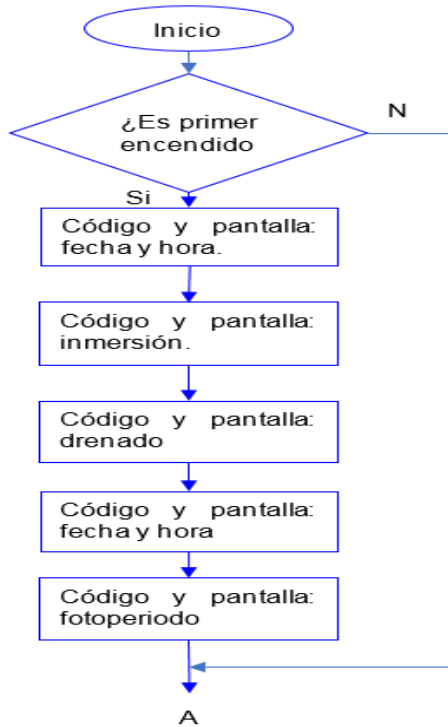 Inicio
¿Es primer
encendido
N
Si
Código y pantalla:
fecha y hora.
Código y pantalla:
inmersión.
Código y pantalla:
drenado
Código y pantalla:
fecha y hora
Código y pantalla:
fotoperiodo
A